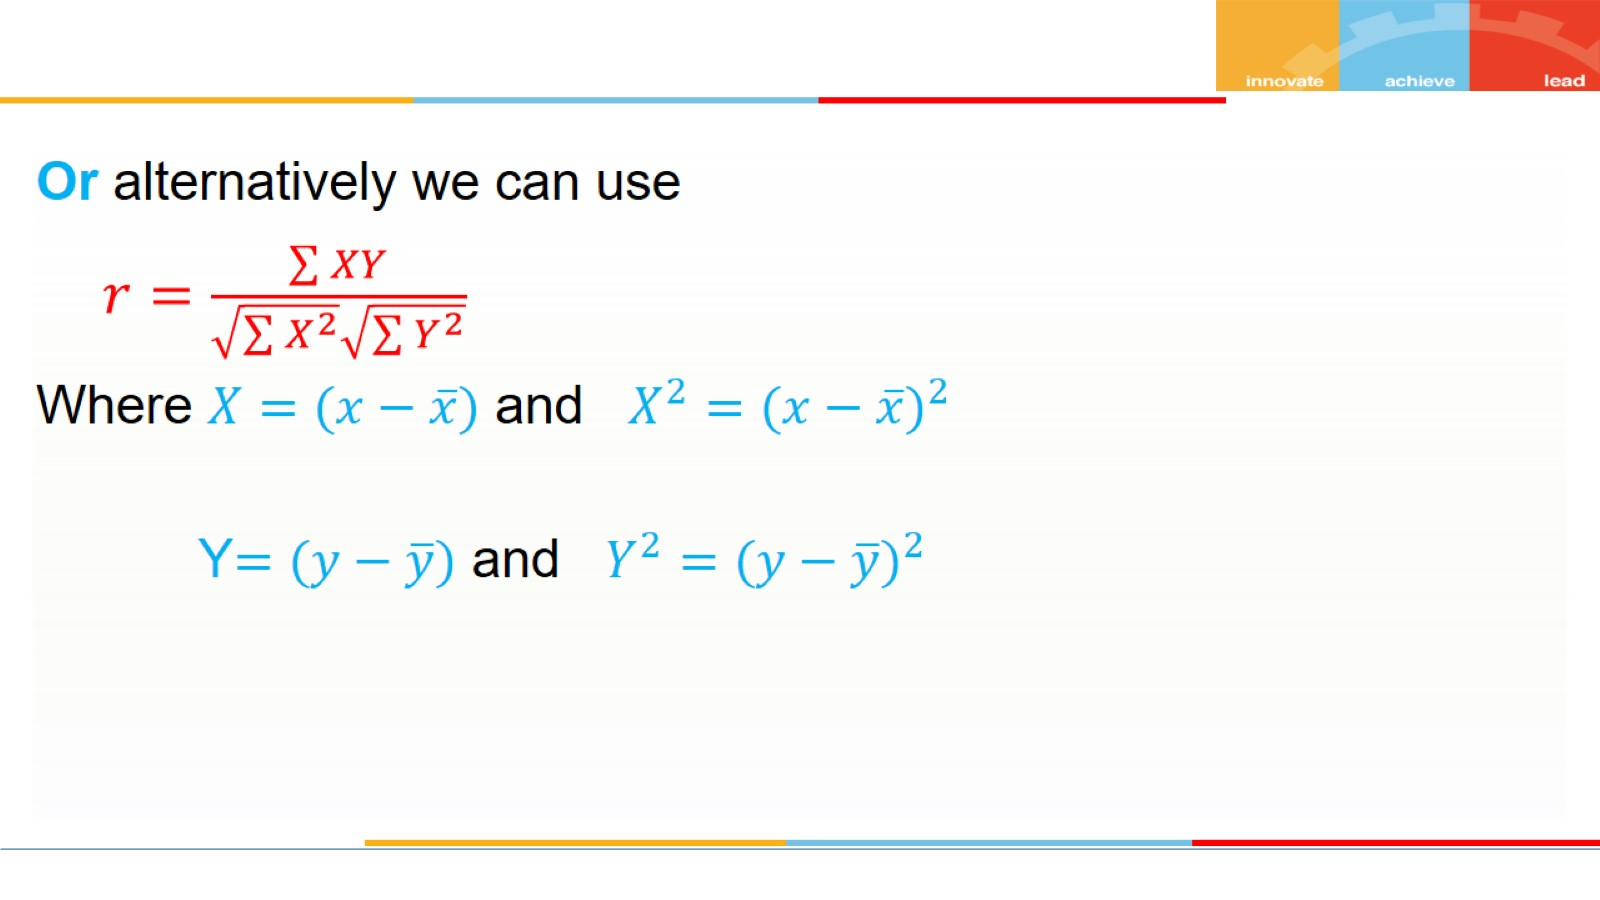 innovate achieve lead
Or alternatively we can use
r = ∑ XY / √∑ X² √∑ Y²
Where X = (x − x̄) and X² = (x − x̄)²
Y= (y − ȳ) and Y² = (y − ȳ)²